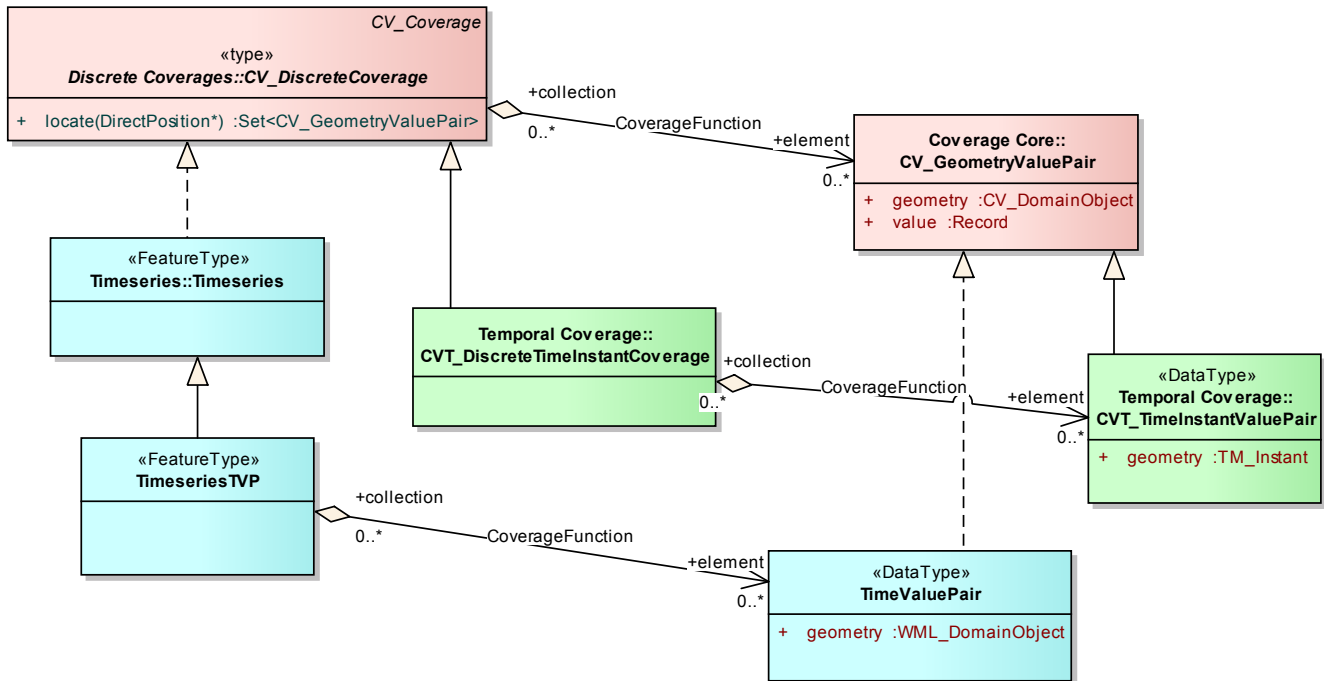 CV_Coverage
«type»
Discrete Coverages::CV_DiscreteCoverage
+ locate(DirectPosition*) :Set<CV_GeometryValuePair>
+collection
0..*
CoverageFunction
+element
0..*
Coverage Core::
CV_GeometryValuePair
+ geometry :CV_DomainObject
+ value :Record
«FeatureType»
Timeseries::Timeseries
Temporal Coverage::
CVT_DiscreteTimeInstantCoverage
+collection
0..*
CoverageFunction
+element
0..*
«DataType»
Temporal Coverage::
CVT_TimeInstantValuePair
+ geometry :TM_Instant
«FeatureType»
TimeseriesTVP
+collection
0..*
CoverageFunction
+element
0..*
«DataType»
TimeValuePair
+ geometry :WML_DomainObject